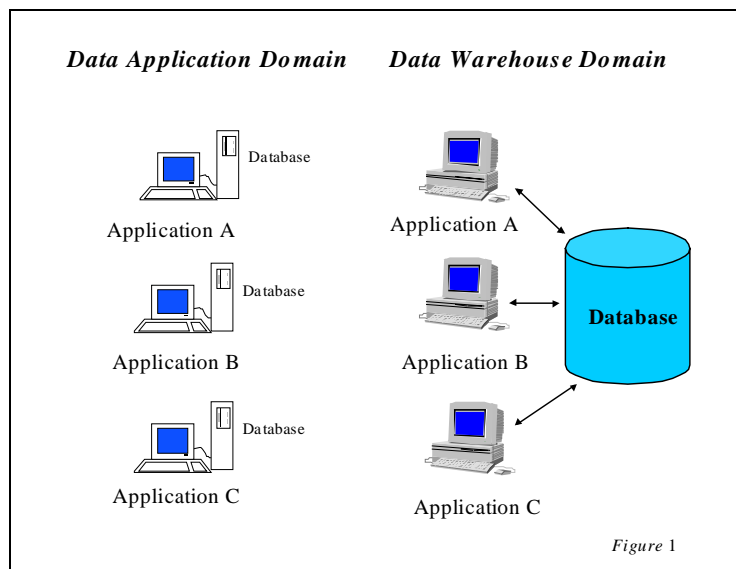 Data Application Domain
Data Warehouse Domain
Database
Application A
Database
Application B
Database
Application C
Application A
Application B
Application C
Database
Figure 1